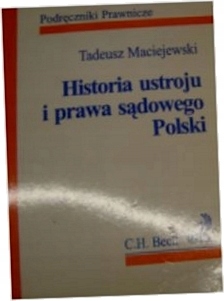 Podręczniki Prawnicze
Tadeusz Maciejewski
Historia ustroju
i prawa sądowego
Polski
C.H. Beck